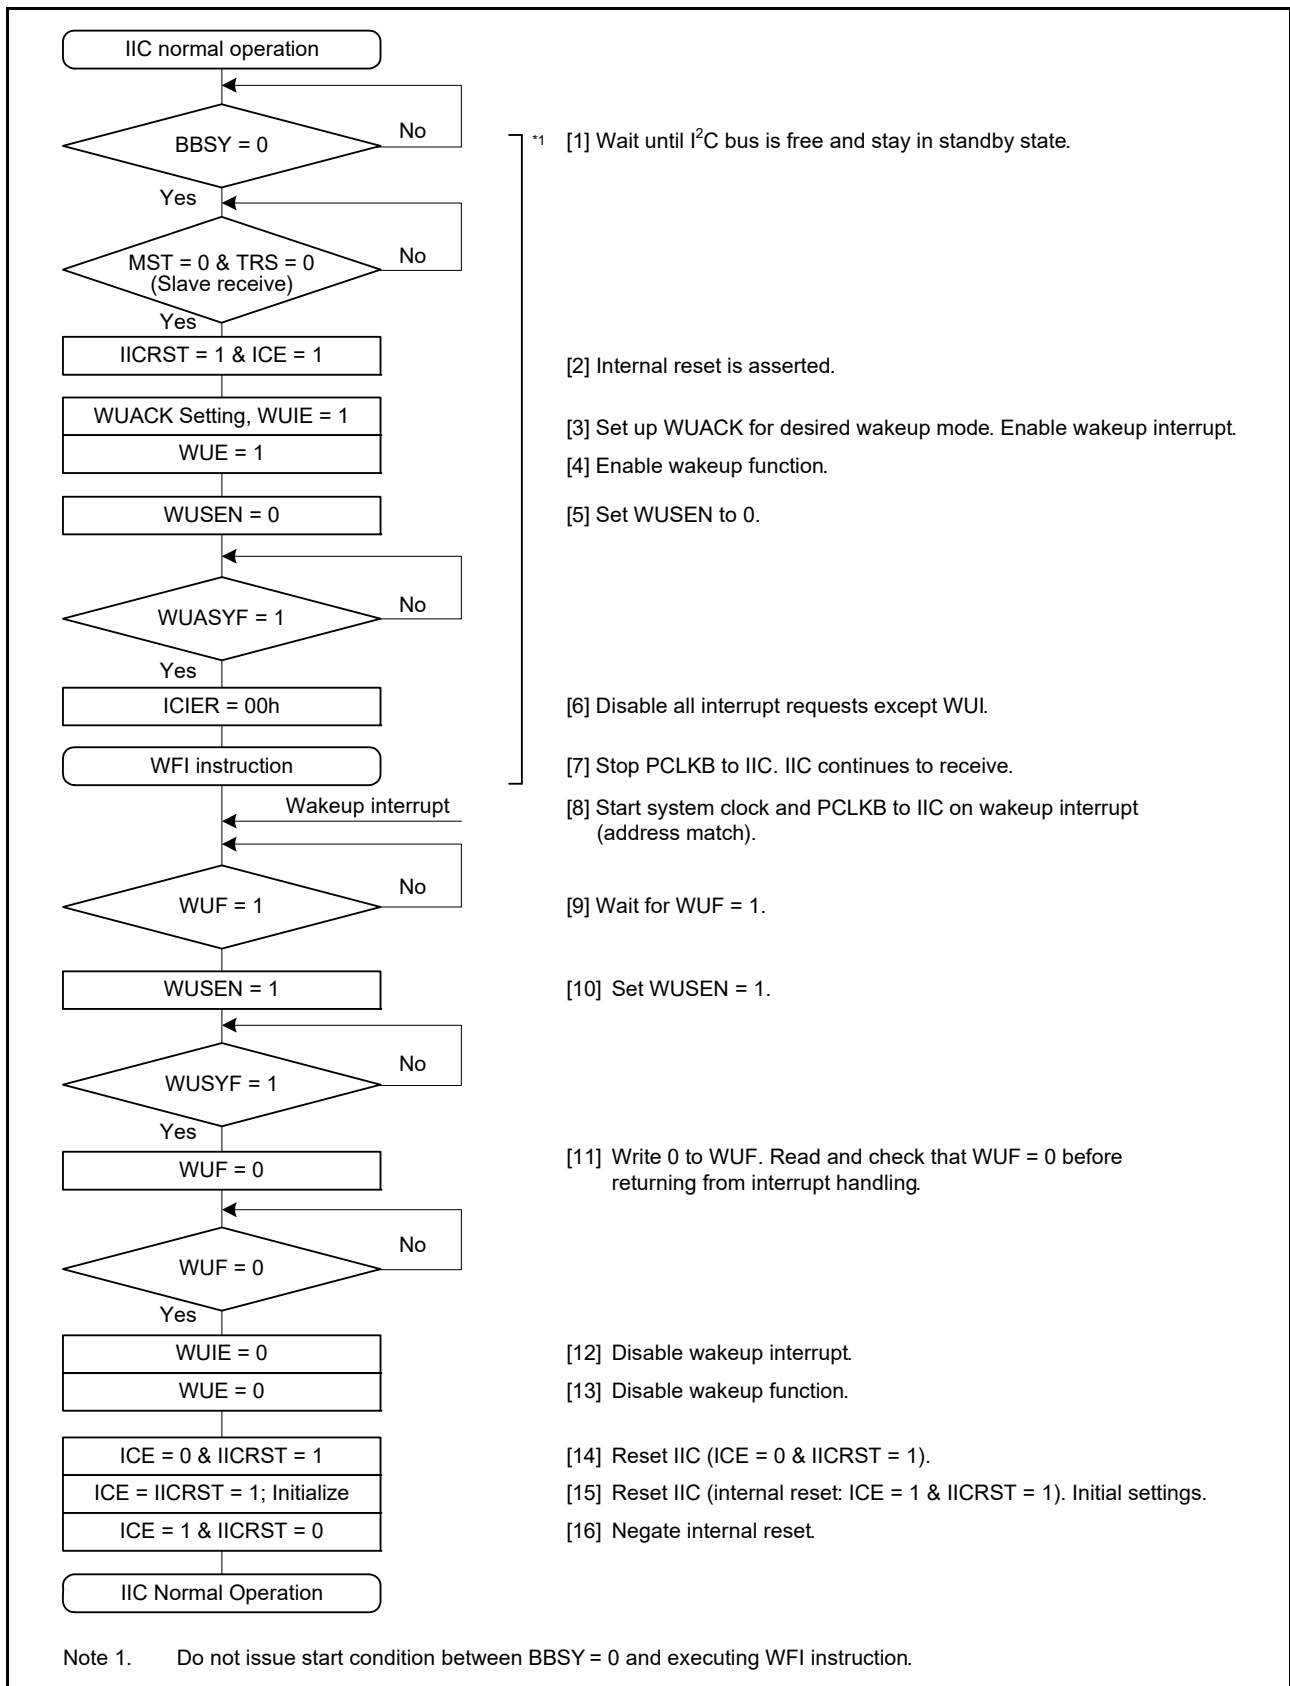 IIC normal operation
BBSY = 0
No
*1 [1] Wait until I²C bus is free and stay in standby state.
Yes
MST = 0 & TRS = 0
(Slave receive)
No
Yes
IICRST = 1 & ICE = 1
[2] Internal reset is asserted.
WUACK Setting, WUIE = 1
[3] Set up WUACK for desired wakeup mode. Enable wakeup interrupt.
WUE = 1
[4] Enable wakeup function.
WUSEN = 0
[5] Set WUSEN to 0.
WUASYF = 1
No
Yes
ICIER = 00h
[6] Disable all interrupt requests except WUI.
WFI instruction
[7] Stop PCLKB to IIC. IIC continues to receive.
Wakeup interrupt
[8] Start system clock and PCLKB to IIC on wakeup interrupt
(address match).
WUF = 1
No
[9] Wait for WUF = 1.
WUSEN = 1
[10] Set WUSEN = 1.
WUSYF = 1
No
Yes
WUF = 0
[11] Write 0 to WUF. Read and check that WUF = 0 before
returning from interrupt handling.
WUF = 0
No
Yes
WUIE = 0
[12] Disable wakeup interrupt.
WUE = 0
[13] Disable wakeup function.
ICE = 0 & IICRST = 1
[14] Reset IIC (ICE = 0 & IICRST = 1).
ICE = IICRST = 1; Initialize
[15] Reset IIC (internal reset: ICE = 1 & IICRST = 1). Initial settings.
ICE = 1 & IICRST = 0
[16] Negate internal reset.
IIC Normal Operation
Note 1. Do not issue start condition between BBSY = 0 and executing WFI instruction.